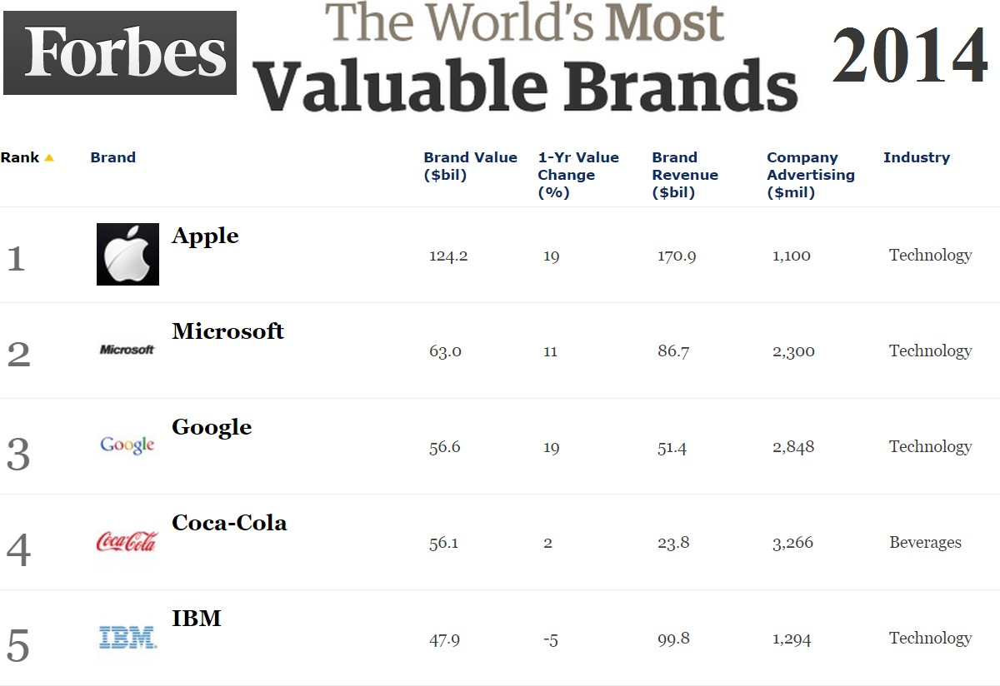 Forbes
The World's Most
Valuable Brands
2014
Rank Brand Brand Value ($bil) 1-Yr Value Change (%) Brand Revenue ($bil) Company Advertising ($mil) Industry
1 Apple 124.2 19 170.9 1,100 Technology
2 Microsoft Microsoft 63.0 11 86.7 2,300 Technology
3 Google Google 56.6 19 51.4 2,848 Technology
4 Coca-Cola Coca-Cola 56.1 2 23.8 3,266 Beverages
5 IBM IBM 47.9 -5 99.8 1,294 Technology